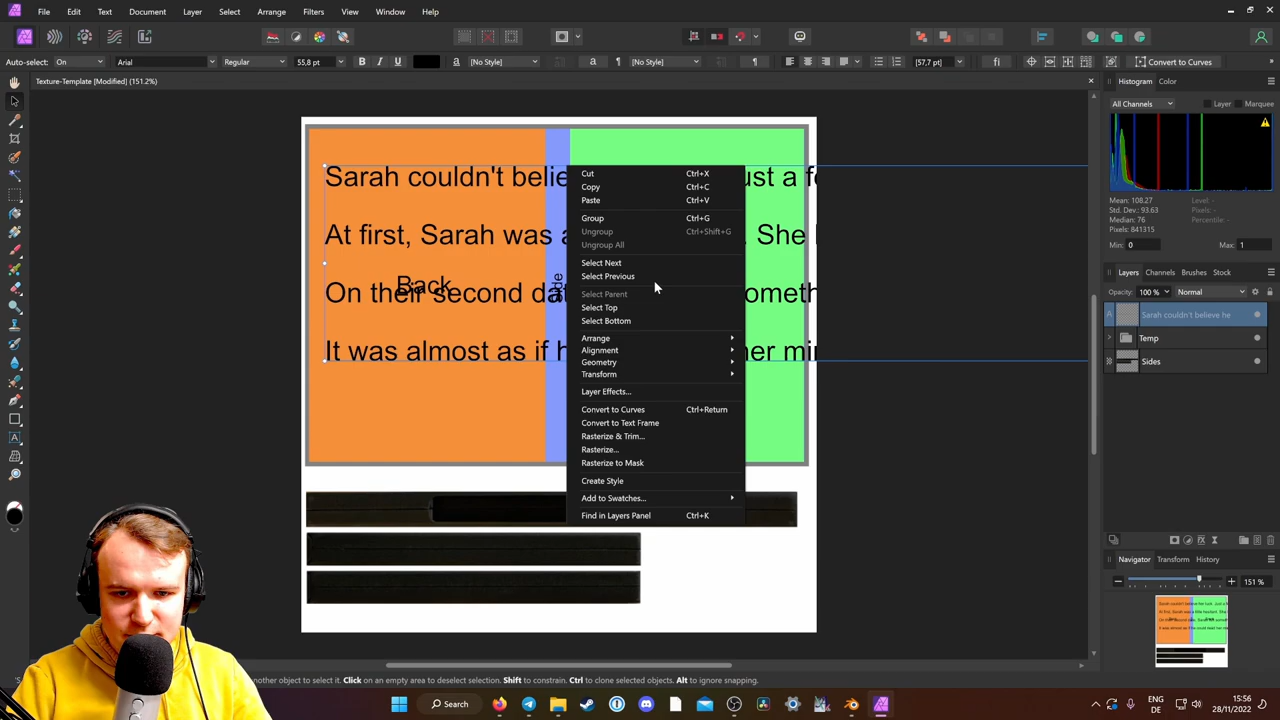 File Edit Text Document Layer Select Arrange Filters View Window Help
Auto-select: On Arial Regular 55,8 pt B I U a [No Style] a ¶ [No Style] ¶ [57,7 pt] fi Convert to Curves
Texture-Template [Modified] (151.2%)
Histogram Color
All Channels Layer Marquee
Mean: 108.27 Level: -
Std. Dev.: 93.63 Pixels: -
Median: 76 Percentile: -
Pixels: 841315
Min: 0 Max: 1
Layers Channels Brushes Stock
Opacity: 100 % Normal
A Sarah couldn't believe he
Temp
Sides
Navigator Transform History
151 %
Sarah couldn't belie
ust a f
At first, Sarah was
. She
Back
On their second da
ometh
It was almost as if h
her mi
Cut Ctrl+X
Copy Ctrl+C
Paste Ctrl+V
Group Ctrl+G
Ungroup Ctrl+Shift+G
Ungroup All
Select Next
Select Previous
Select Parent
Select Top
Select Bottom
Arrange
Alignment
Geometry
Transform
Layer Effects...
Convert to Curves Ctrl+Return
Convert to Text Frame
Rasterize & Trim...
Rasterize...
Rasterize to Mask
Create Style
Add to Swatches...
Find in Layers Panel Ctrl+K
another object to select it. Click on an empty area to deselect selection. Shift to constrain. Ctrl to clone selected objects. Alt to ignore snapping.
Search
ENG
DE
15:56
28/11/2022